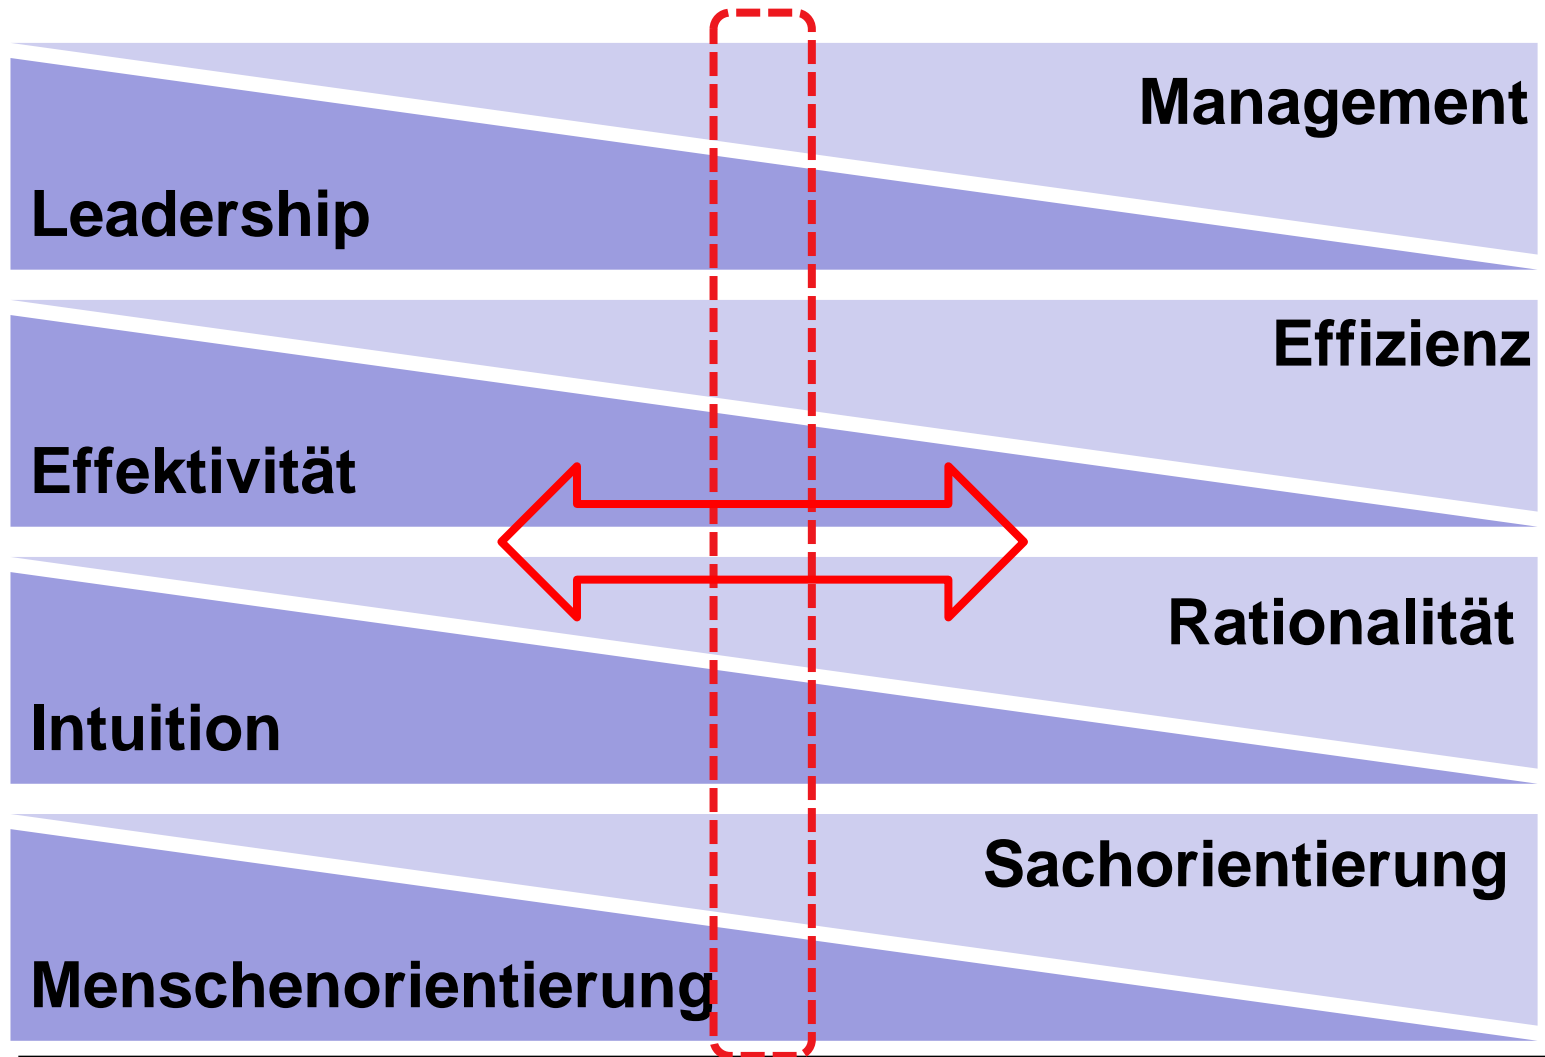 Management
Leadership
Effizienz
Effektivität
Rationalität
Intuition
Sachorientierung
Menschenorientierung